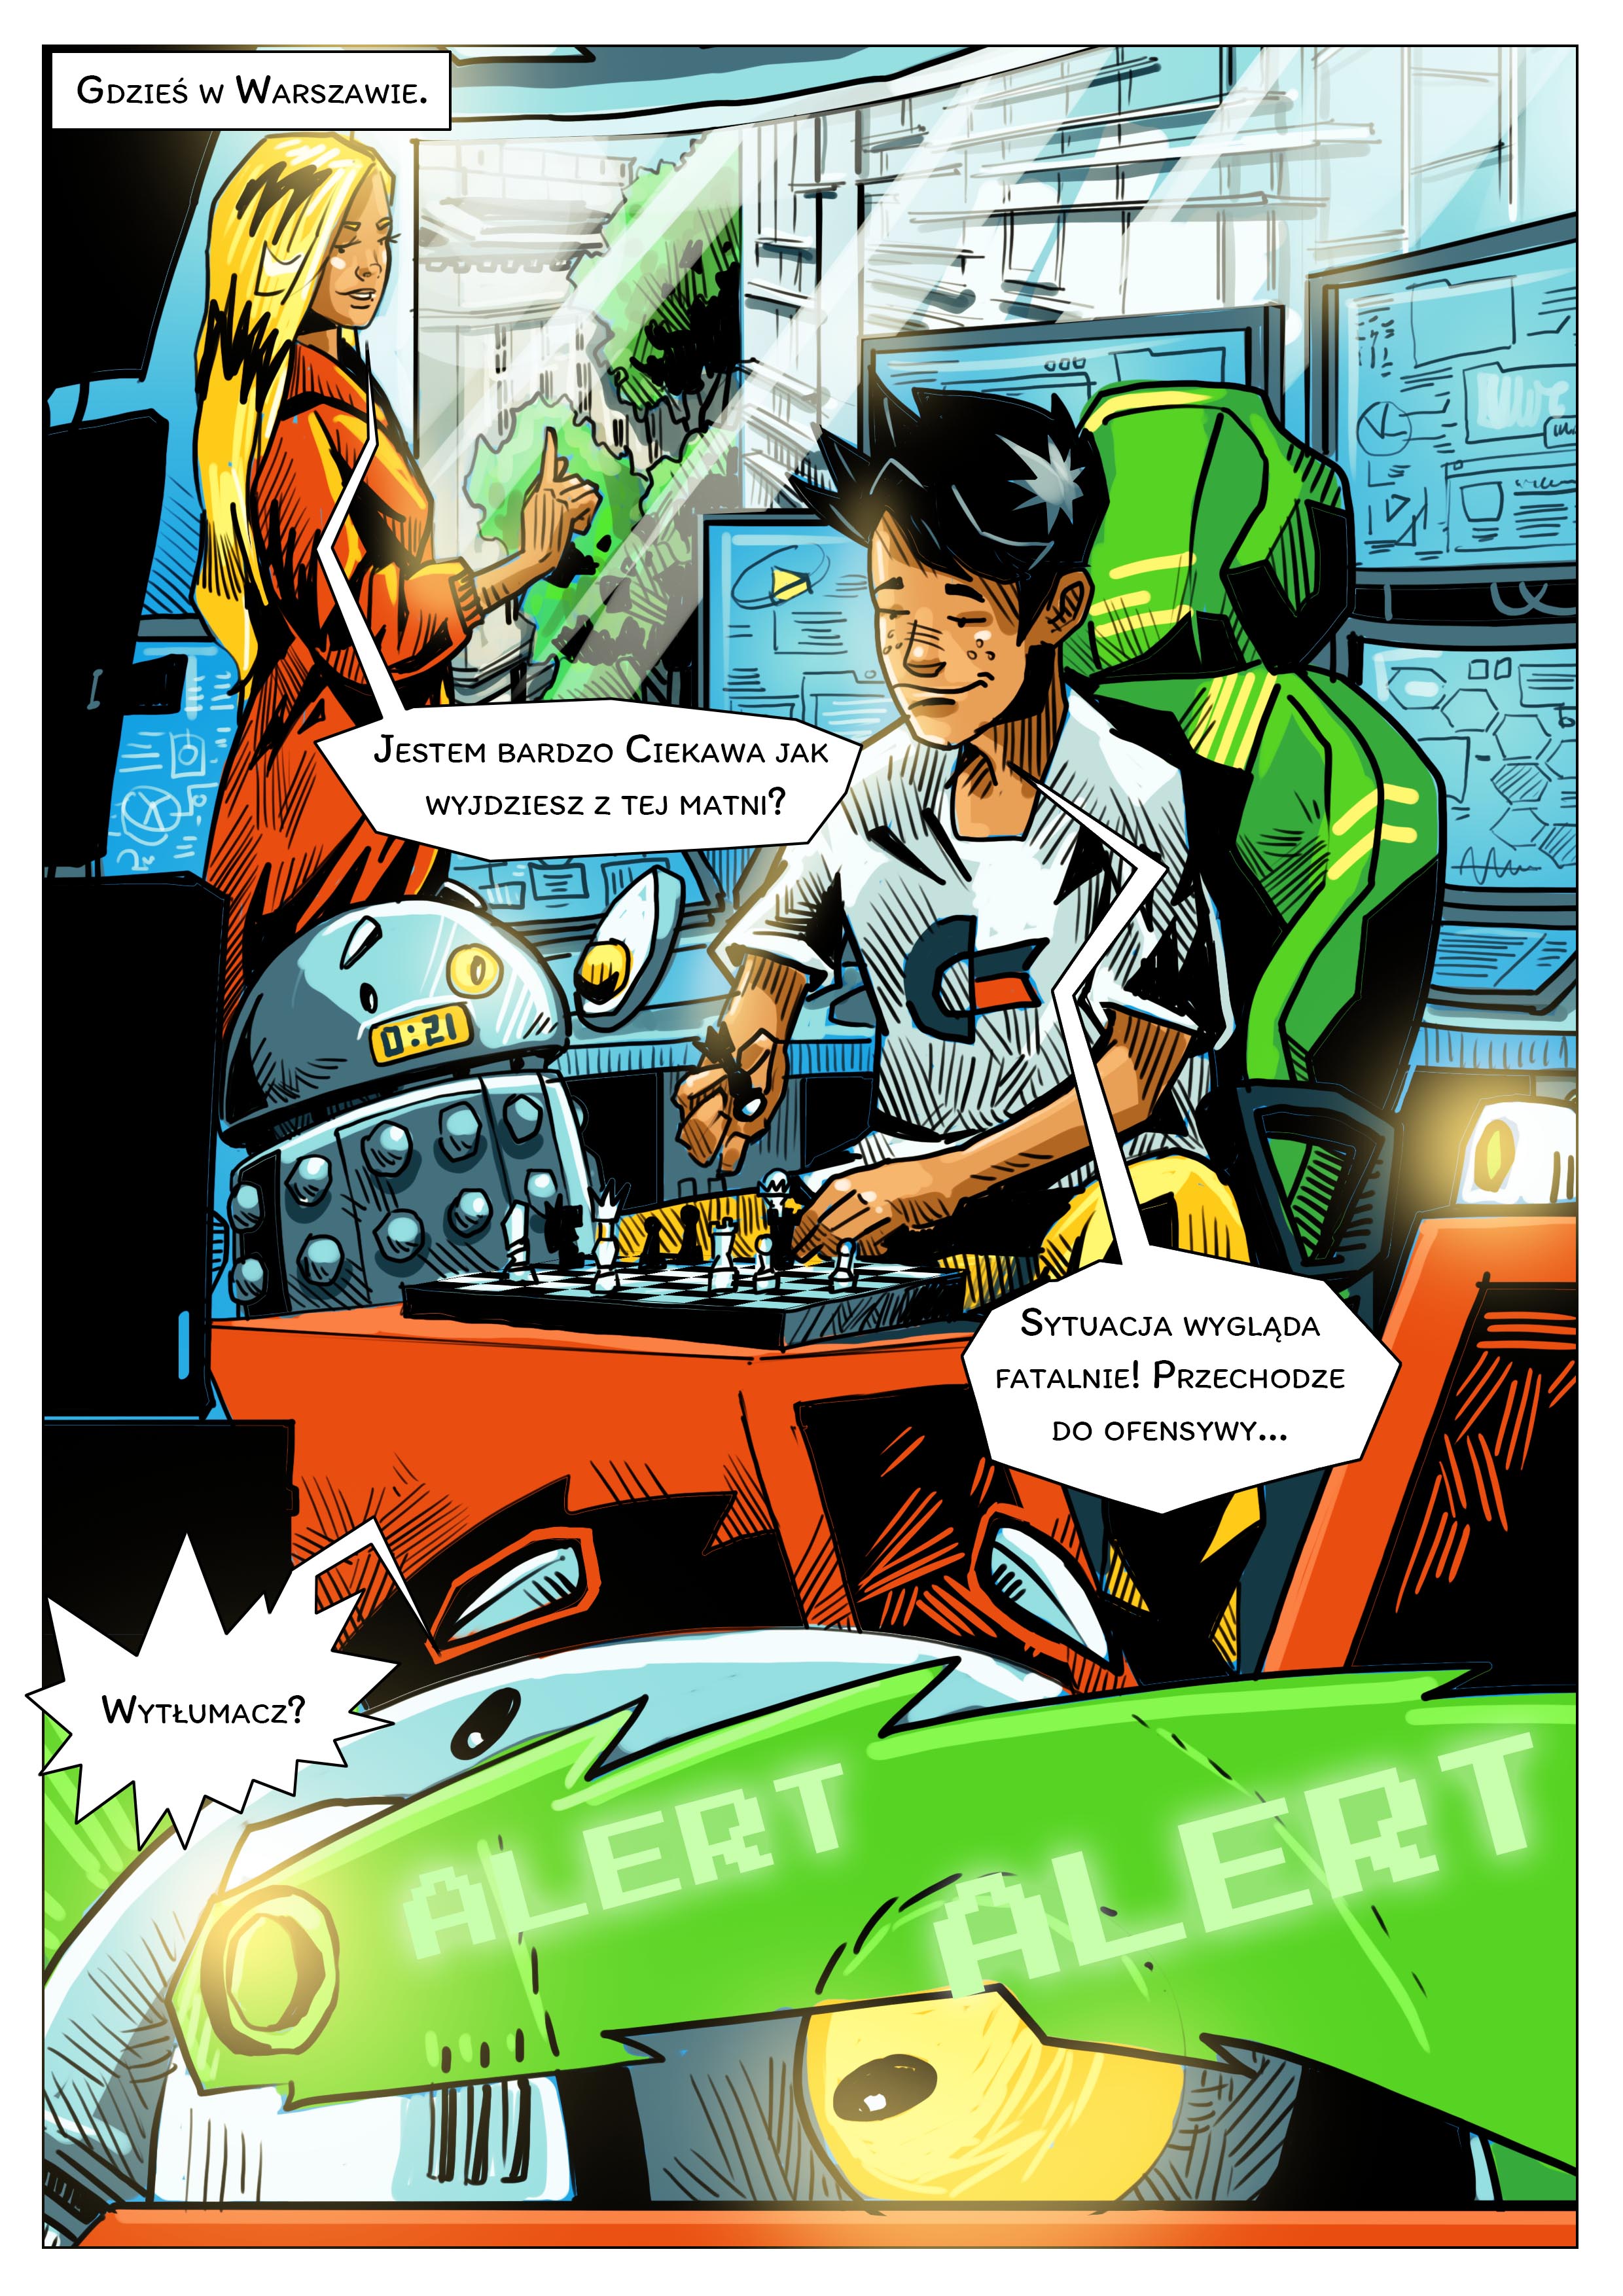 Gdzieś w Warszawie.
Jestem bardzo Ciekawa jak
wyjdziesz z tej matni?
0:21
Sytuacja wygląda
fatalnie! Przechodze
do ofensywy...
Wytłumacz?
ALERT
ALERT